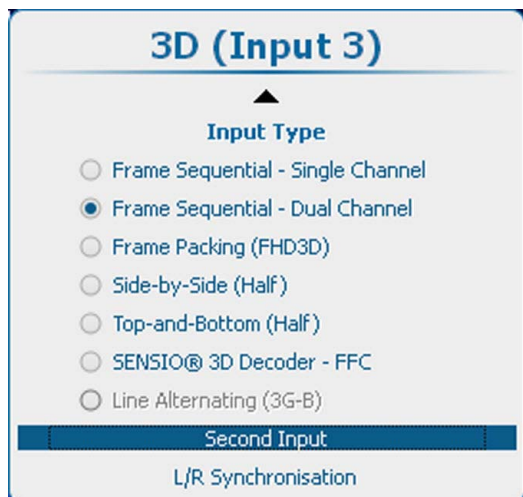 3D (Input 3)
Input Type
Frame Sequential - Single Channel
Frame Sequential - Dual Channel
Frame Packing (FHD3D)
Side-by-Side (Half)
Top-and-Bottom (Half)
SENSIO® 3D Decoder - FFC
Line Alternating (3G-B)
Second Input
L/R Synchronisation